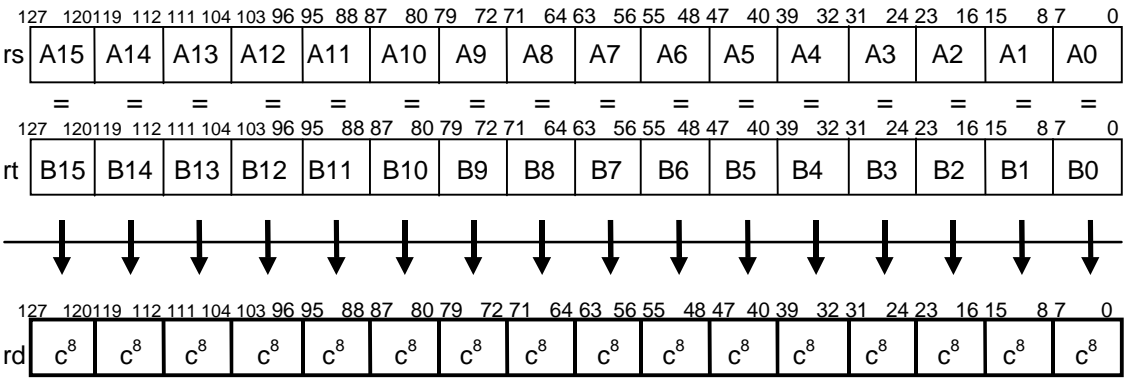 127 120 119 112 111 104 103 96 95 88 87 80 79 72 71 64 63 56 55 48 47 40 39 32 31 24 23 16 15 8 7 0
rs A15 A14 A13 A12 A11 A10 A9 A8 A7 A6 A5 A4 A3 A2 A1 A0
= = = = = = = = = = = = = = = =
127 120 119 112 111 104 103 96 95 88 87 80 79 72 71 64 63 56 55 48 47 40 39 32 31 24 23 16 15 8 7 0
rt B15 B14 B13 B12 B11 B10 B9 B8 B7 B6 B5 B4 B3 B2 B1 B0
127 120 119 112 111 104 103 96 95 88 87 80 79 72 71 64 63 56 55 48 47 40 39 32 31 24 23 16 15 8 7 0
rd c⁸ c⁸ c⁸ c⁸ c⁸ c⁸ c⁸ c⁸ c⁸ c⁸ c⁸ c⁸ c⁸ c⁸ c⁸ c⁸